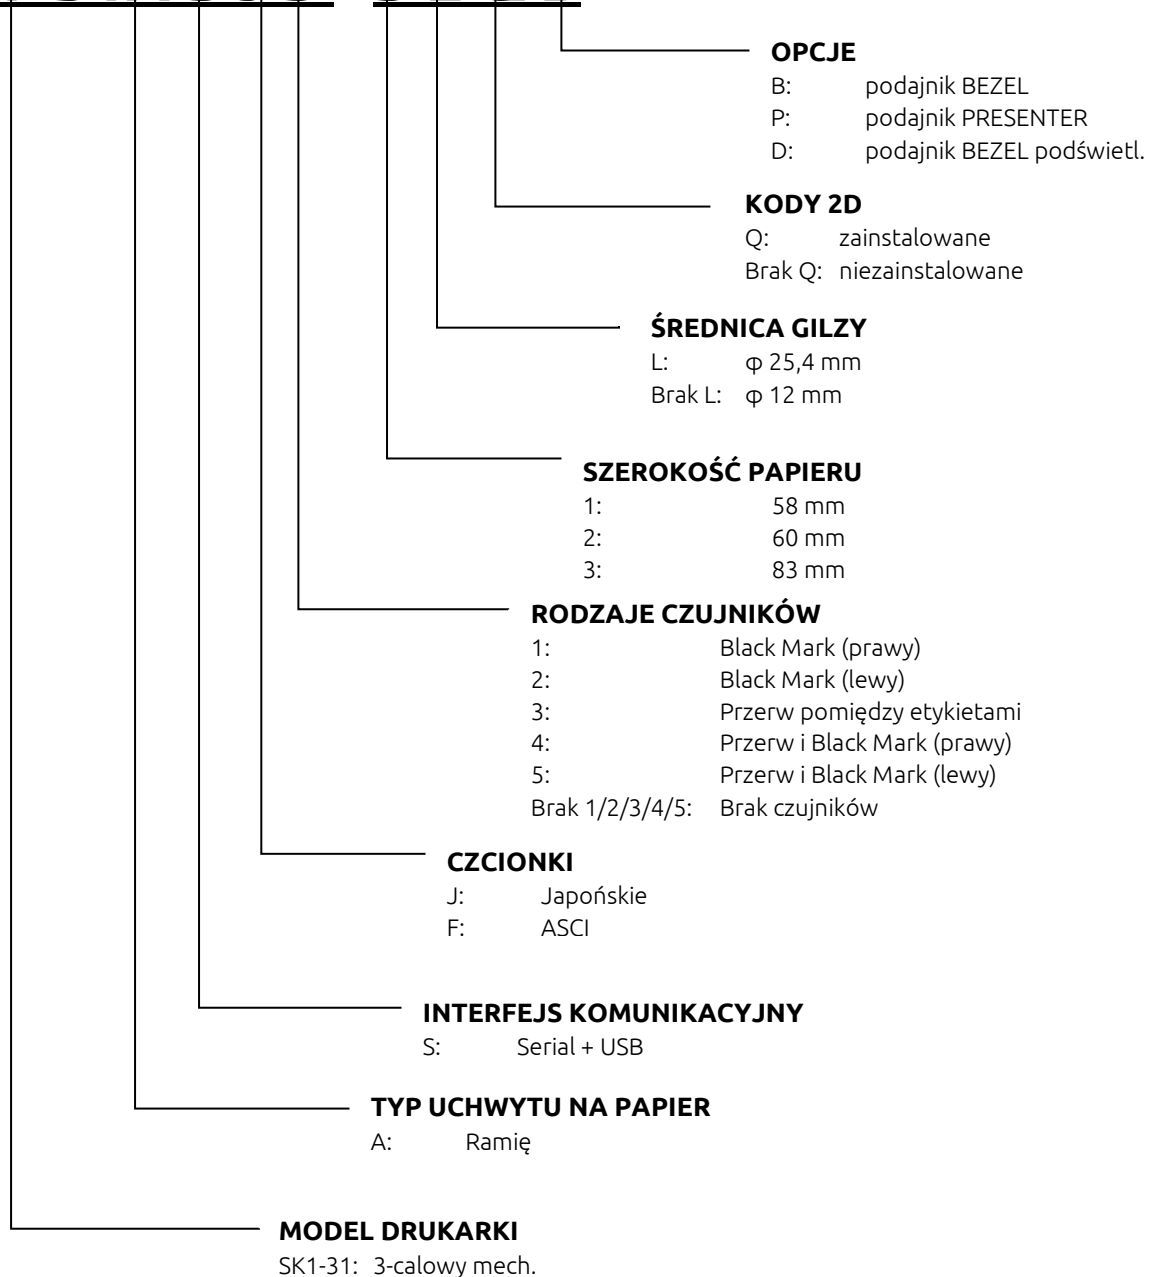 OPCJE
B: podajnik BEZEL
P: podajnik PRESENTER
D: podajnik BEZEL podświetl.
KODY 2D
Q: zainstalowane
Brak Q: niezainstalowane
ŚREDNICA GILZY
L: φ 25,4 mm
Brak L: φ 12 mm
SZEROKOŚĆ PAPIERU
1: 58 mm
2: 60 mm
3: 83 mm
RODZAJE CZUJNIKÓW
1: Black Mark (prawy)
2: Black Mark (lewy)
3: Przerw pomiędzy etykietami
4: Przerw i Black Mark (prawy)
5: Przerw i Black Mark (lewy)
Brak 1/2/3/4/5: Brak czujników
CZCIONKI
J: Japońskie
F: ASCI
INTERFEJS KOMUNIKACYJNY
S: Serial + USB
TYP UCHWYTU NA PAPIER
A: Ramię
MODEL DRUKARKI
SK1-31: 3-calowy mech.